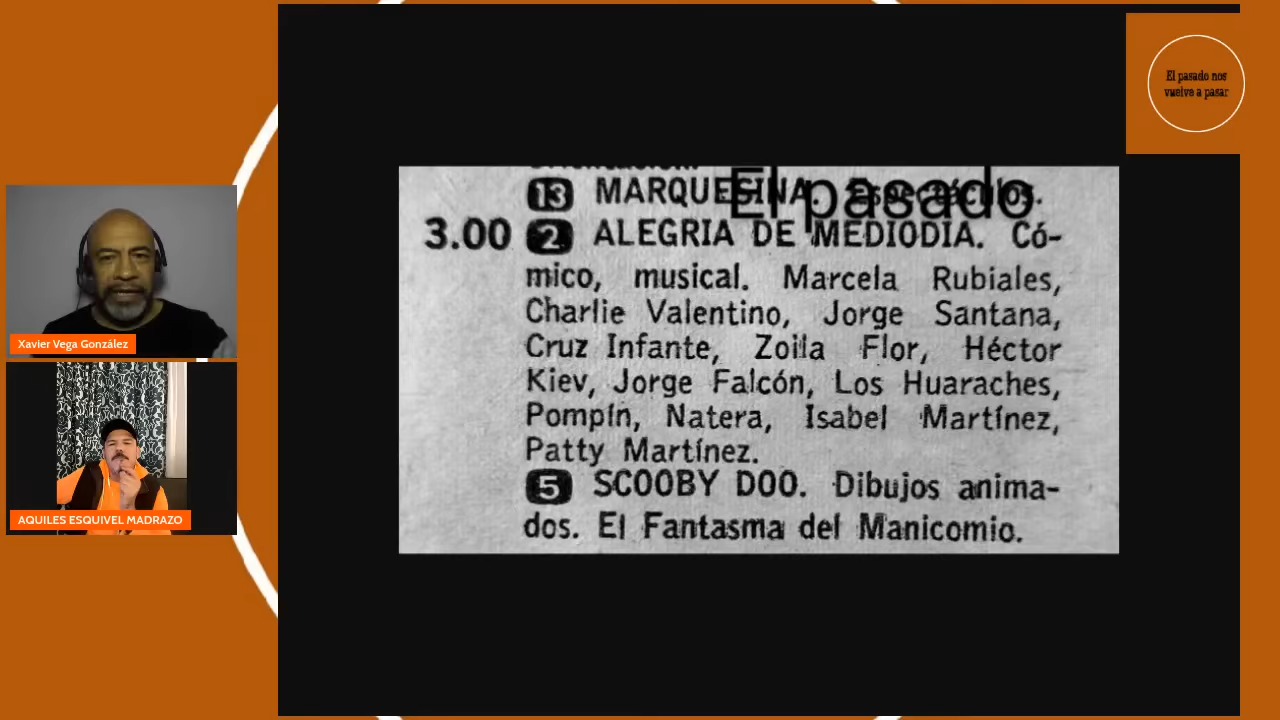 El pasado nos
vuelve a pasar
El pasado
13 MARQUESINA. Espectáculos.
3.00 2 ALEGRIA DE MEDIODIA. Có-
mico, musical. Marcela Rubiales,
Charlie Valentino, Jorge Santana,
Cruz Infante, Zoila Flor, Héctor
Kiev, Jorge Falcón, Los Huaraches,
Pompín, Natera, Isabel Martínez,
Patty Martínez.
5 SCOOBY DOO. Dibujos anima-
dos. El Fantasma del Manicomio.
Xavier Vega González
AQUILES ESQUIVEL MADRAZO